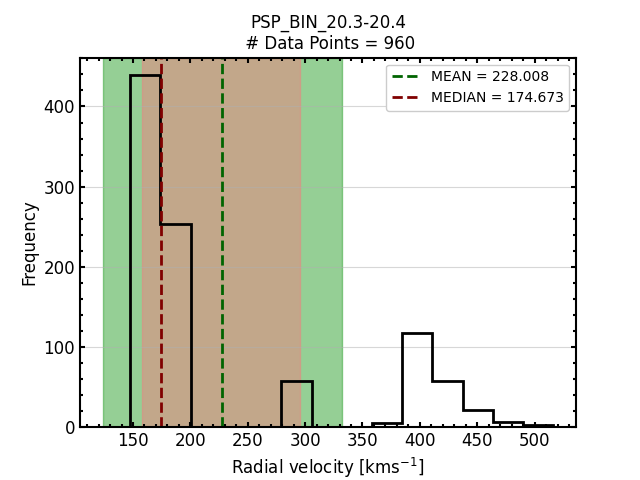 PSP_BIN_20.3-20.4
# Data Points = 960
MEAN = 228.008
MEDIAN = 174.673
400
300
200
100
0
Frequency
150 200 250 300 350 400 450 500
Radial velocity [kms⁻¹]